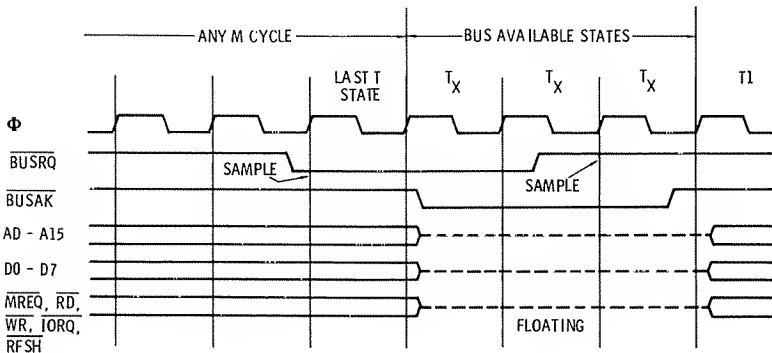 ANY M CYCLE
BUS AVAILABLE STATES
LAST T
STATE
TX
TX
TX
T1
Φ
BUSRQ
SAMPLE
SAMPLE
BUSAK
AD - A15
D0 - D7
MREQ, RD,
WR, IORQ,
RFSH
FLOATING